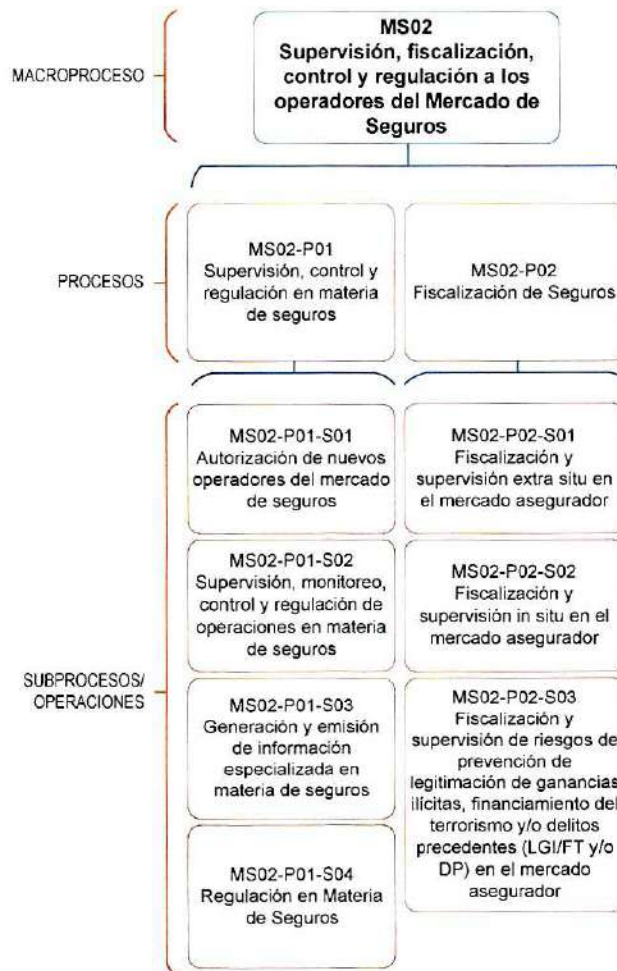 MACROPROCESO
MS02
Supervisión, fiscalización,
control y regulación a los
operadores del Mercado de
Seguros
PROCESOS
MS02-P01
Supervisión, control y
regulación en materia
de seguros
MS02-P02
Fiscalización de Seguros
SUBPROCESOS/
OPERACIONES
MS02-P01-S01
Autorización de nuevos
operadores del mercado
de seguros
MS02-P01-S02
Supervisión, monitoreo,
control y regulación de
operaciones en materia
de seguros
MS02-P01-S03
Generación y emisión
de información
especializada en
materia de seguros
MS02-P01-S04
Regulación en Materia
de Seguros
MS02-P02-S01
Fiscalización y
supervisión extra situ en
el mercado asegurador
MS02-P02-S02
Fiscalización y
supervisión in situ en el
mercado asegurador
MS02-P02-S03
Fiscalización y
supervisión de riesgos de
prevención de
legitimación de ganancias
ilícitas, financiamiento del
terrorismo y/o delitos
precedentes (LGI/FT y/o
DP) en el mercado
asegurador